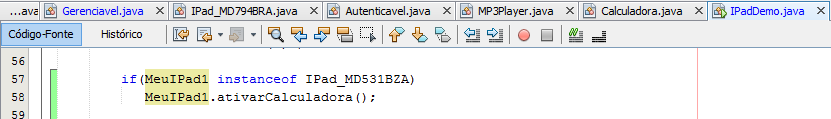 ...ava Gerenciavel.java IPad_MD794BRA.java Autenticavel.java MP3Player.java Calculadora.java IPadDemo.java
Código-Fonte Histórico
56
57 if(MeuIPad1 instanceof IPad_MD531BZA)
58 MeuIPad1.ativarCalculadora();
59